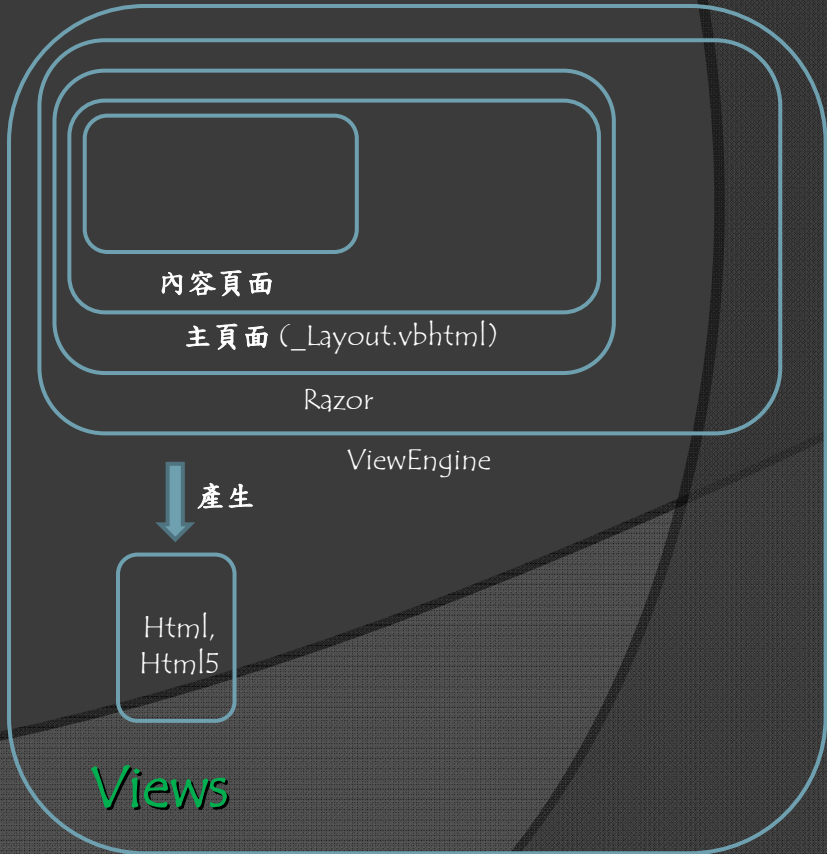 內容頁面
主頁面 (_Layout.vbhtml)
Razor
ViewEngine
產生
Html,
Html5
Views